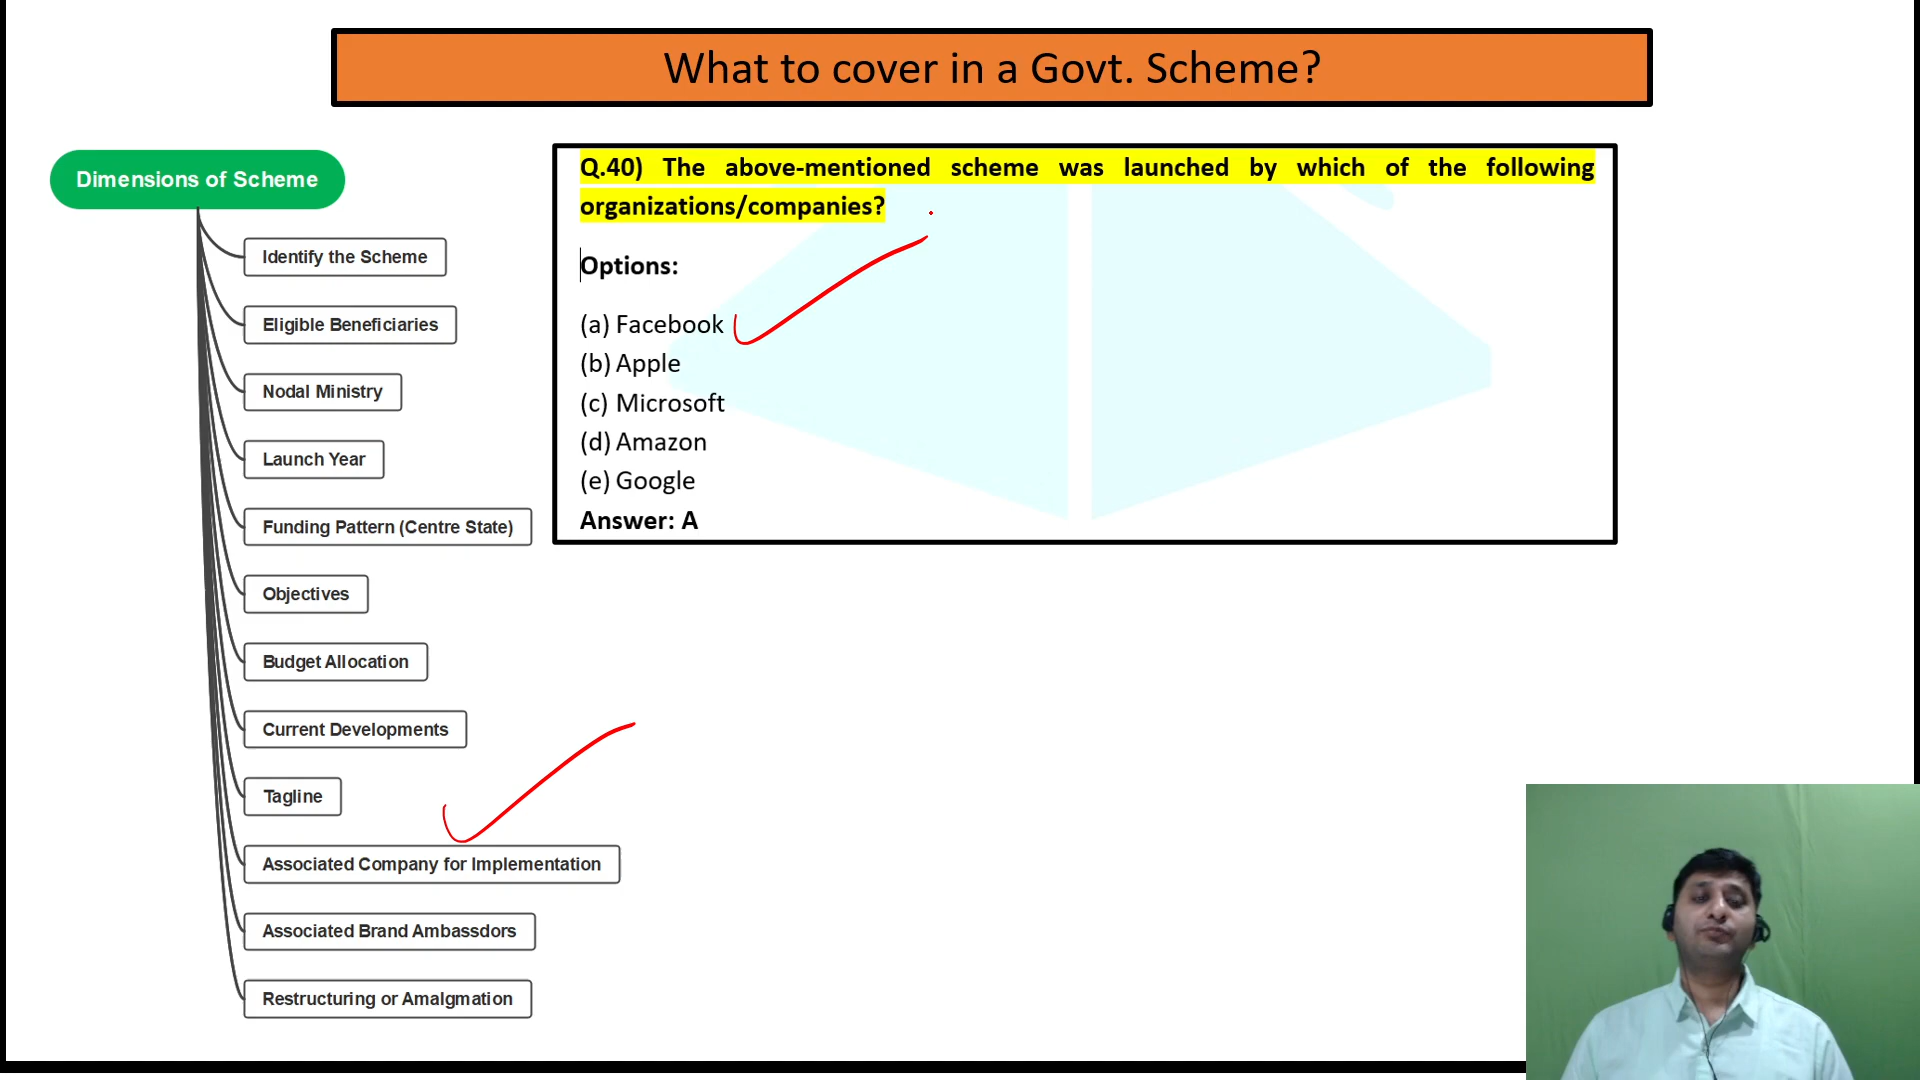 What to cover in a Govt. Scheme?
Dimensions of Scheme
Identify the Scheme
Eligible Beneficiaries
Nodal Ministry
Launch Year
Funding Pattern (Centre State)
Objectives
Budget Allocation
Current Developments
Tagline
Associated Company for Implementation
Associated Brand Ambassdors
Restructuring or Amalgmation
Q.40) The above-mentioned scheme was launched by which of the following
organizations/companies?
Options:
(a) Facebook
(b) Apple
(c) Microsoft
(d) Amazon
(e) Google
Answer: A